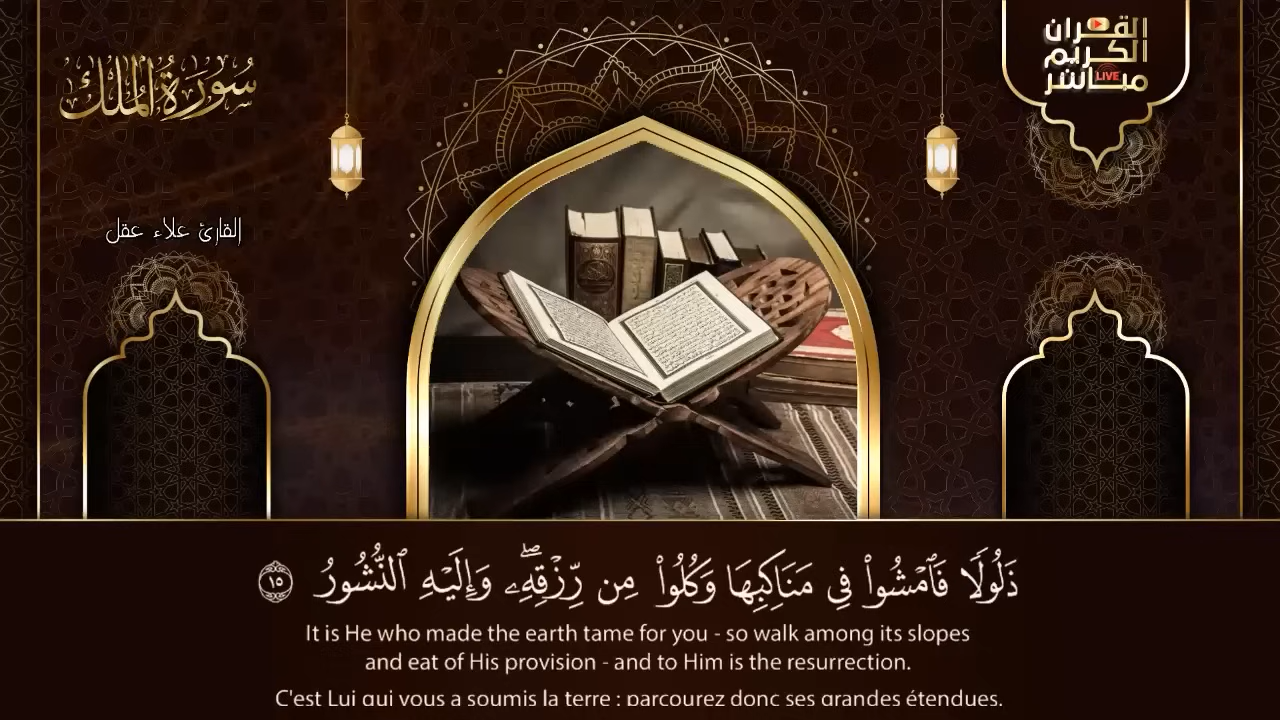 سُورَةُ المُلك
القرآن
الكريم
مباشر
LIVE
القارئ علاء عقل
ذَلُولًا فَٱمْشُوا۟ فِى مَنَاكِبِهَا وَكُلُوا۟ مِن رِّزْقِهِۦ ۖ وَإِلَيْهِ ٱلنُّشُورُ ١٥
It is He who made the earth tame for you - so walk among its slopes
and eat of His provision - and to Him is the resurrection.
C'est Lui qui vous a soumis la terre : parcourez donc ses grandes étendues.